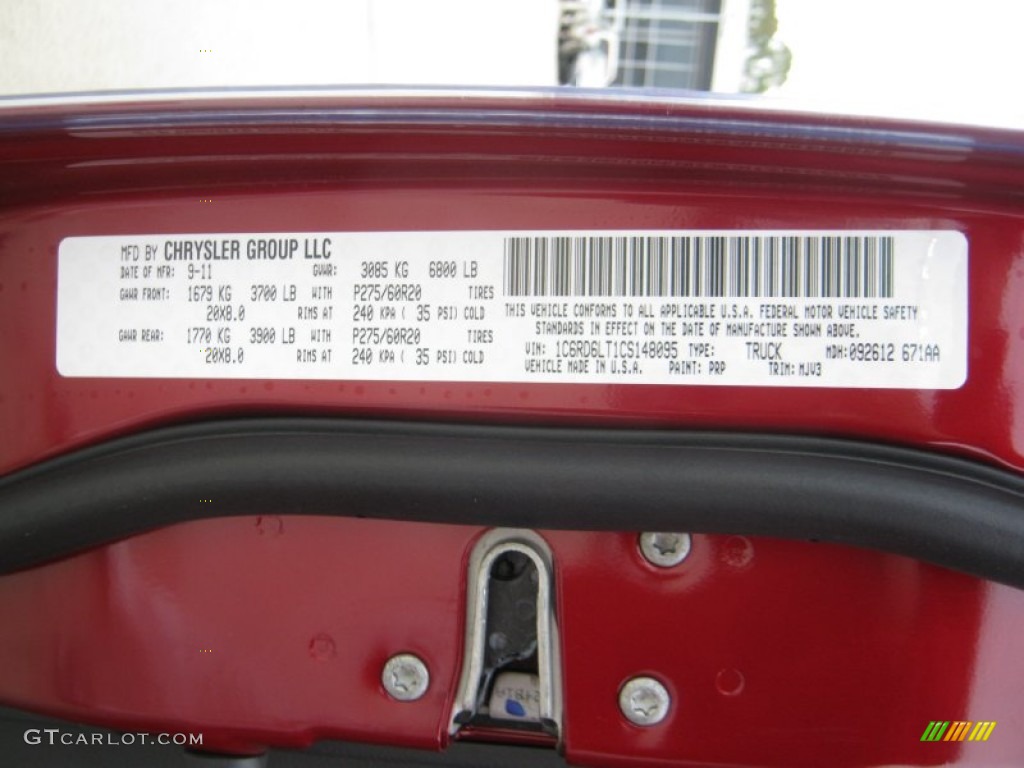 MFD BY CHRYSLER GROUP LLC
DATE OF MFR: 9-11 GVWR: 3085 KG 6800 LB
GAWR FRONT: 1679 KG 3700 LB WITH P275/60R20 TIRES
20X8.0 RIMS AT 240 KPA ( 35 PSI) COLD
GAWR REAR: 1770 KG 3900 LB WITH P275/60R20 TIRES
20X8.0 RIMS AT 240 KPA ( 35 PSI) COLD
THIS VEHICLE CONFORMS TO ALL APPLICABLE U.S.A. FEDERAL MOTOR VEHICLE SAFETY
STANDARDS IN EFFECT ON THE DATE OF MANUFACTURE SHOWN ABOVE.
VIN: 1C6RD6LT1CS148095 TYPE: TRUCK MDH: 092612 671AA
VEHICLE MADE IN U.S.A. PAINT: PRP TRIM: MJV3
GTCARLOT.COM